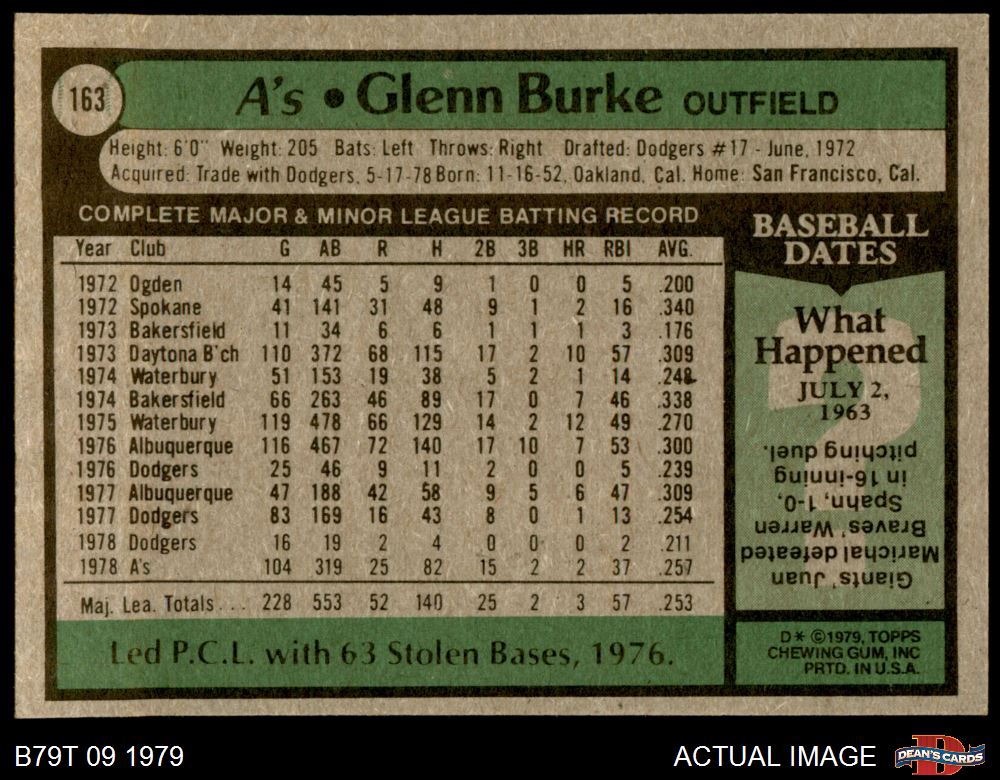 163
A's • Glenn Burke OUTFIELD
Height: 6'0" Weight: 205 Bats: Left Throws: Right Drafted: Dodgers #17 - June, 1972
Acquired: Trade with Dodgers, 5-17-78 Born: 11-16-52, Oakland, Cal. Home: San Francisco, Cal.
COMPLETE MAJOR & MINOR LEAGUE BATTING RECORD
Year Club G AB R H 2B 3B HR RBI AVG.
1972 Ogden 14 45 5 9 1 0 0 5 .200
1972 Spokane 41 141 31 48 9 1 2 16 .340
1973 Bakersfield 11 34 6 6 1 1 1 3 .176
1973 Daytona B'ch 110 372 68 115 17 2 10 57 .309
1974 Waterbury 51 153 19 38 5 2 1 14 .248
1974 Bakersfield 66 263 46 89 17 0 7 46 .338
1975 Waterbury 119 478 66 129 14 2 12 49 .270
1976 Albuquerque 116 467 72 140 17 10 7 53 .300
1976 Dodgers 25 46 9 11 2 0 0 5 .239
1977 Albuquerque 47 188 42 58 9 5 6 47 .309
1977 Dodgers 83 169 16 43 8 0 1 13 .254
1978 Dodgers 16 19 2 4 0 0 0 2 .211
1978 A's 104 319 25 82 15 2 2 37 .257
Maj. Lea. Totals... 228 553 52 140 25 2 3 57 .253
Led P.C.L. with 63 Stolen Bases, 1976.
BASEBALL
DATES
What
Happened
JULY 2,
1963
Giants' Juan
Marichal defeated
Braves' Warren
Spahn, 1-0,
in 16-inning
pitching duel.
D* ©1979, TOPPS
CHEWING GUM, INC
PRTD. IN U.S.A.
B79T 09 1979
ACTUAL IMAGE
D
DEAN'S CARDS